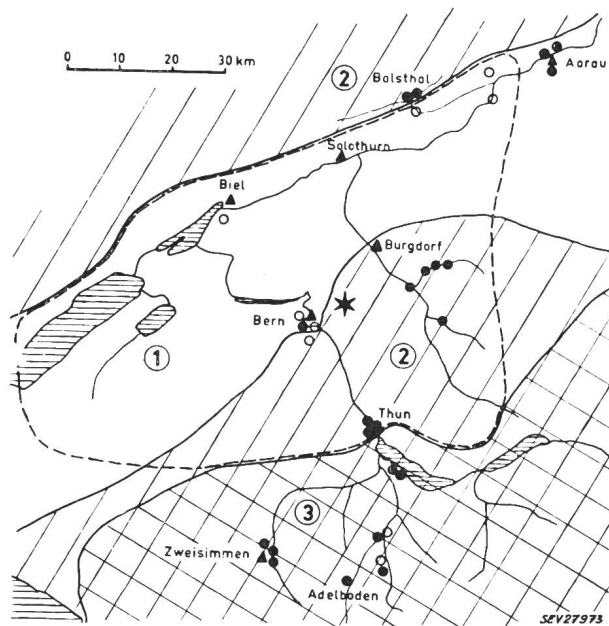 0 10 20 30 km
Aarau
②
Balsthal
Solothurn
Biel
Burgdorf
Bern
①
②
Thun
③
Zweisimmen
Adelboden
SEV27973